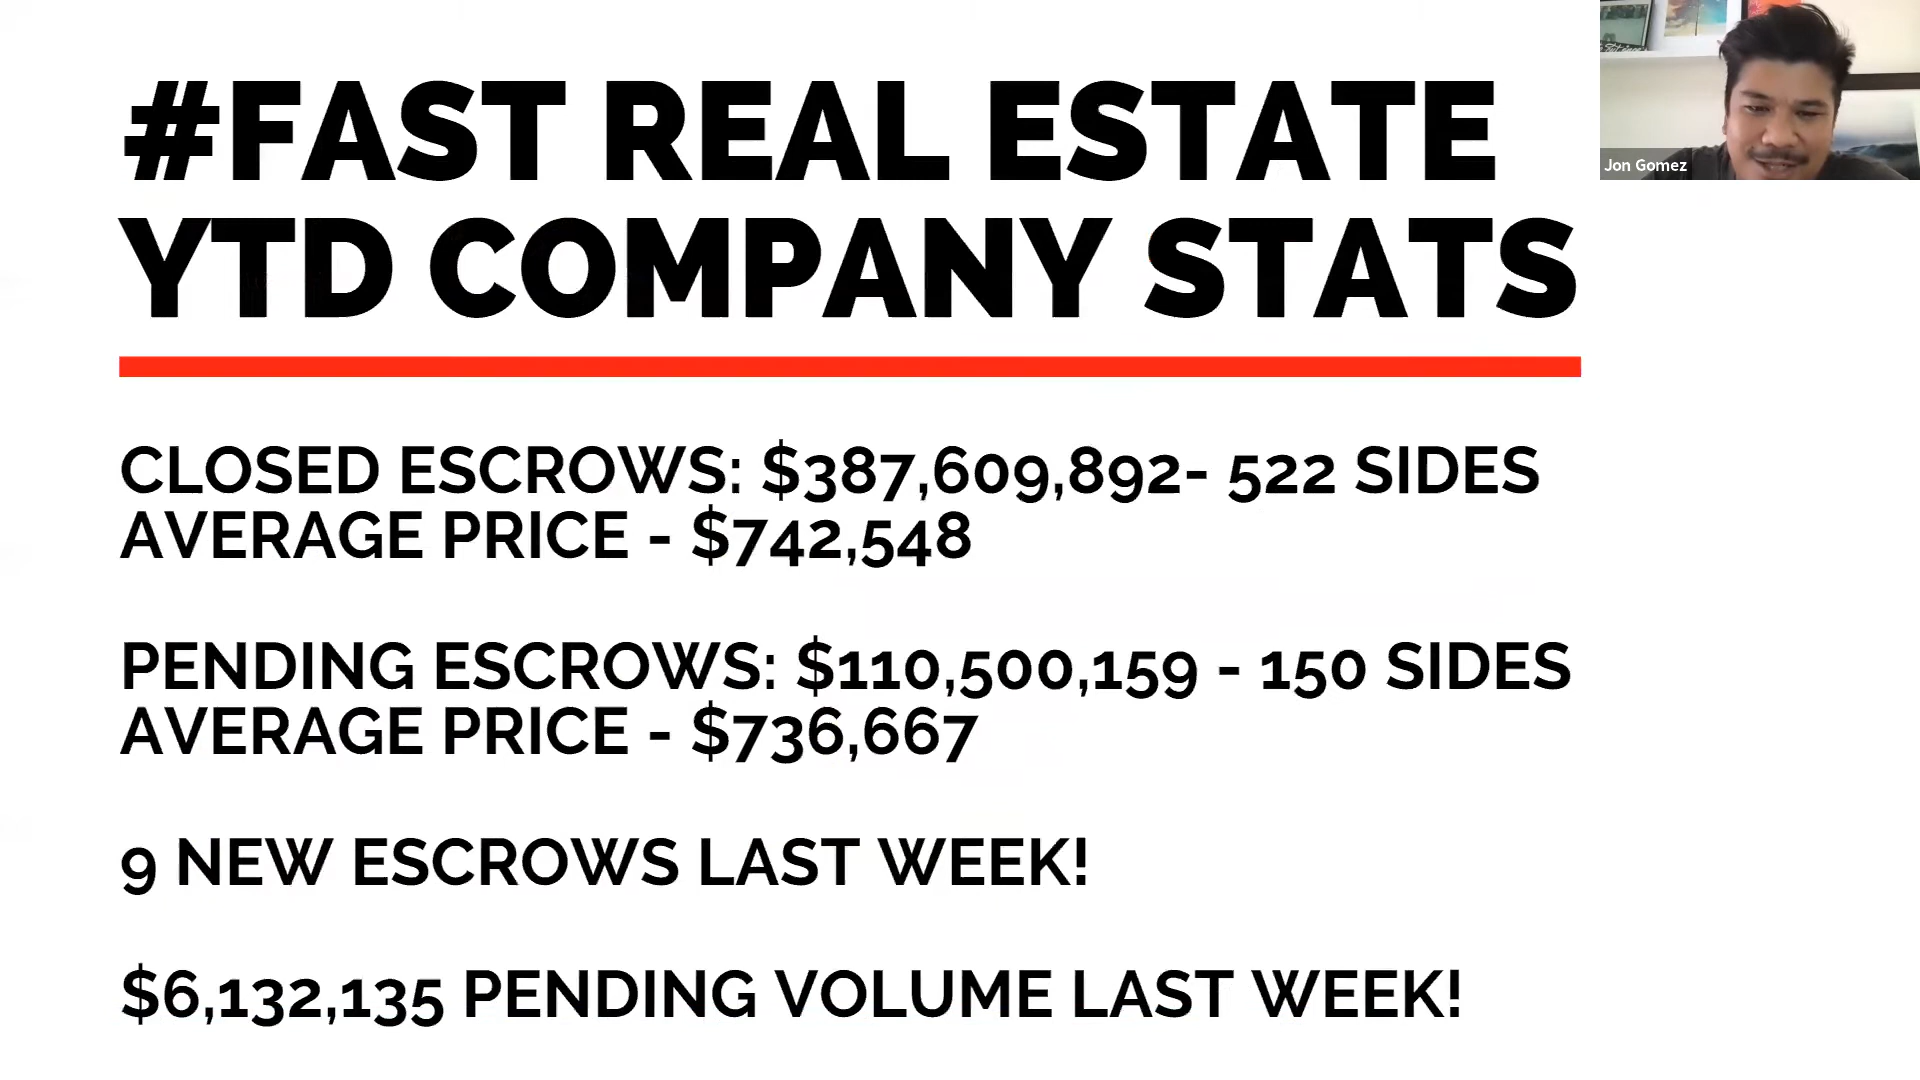 #FAST REAL ESTATE
YTD COMPANY STATS
CLOSED ESCROWS: $387,609,892- 522 SIDES
AVERAGE PRICE - $742,548
PENDING ESCROWS: $110,500,159 - 150 SIDES
AVERAGE PRICE - $736,667
9 NEW ESCROWS LAST WEEK!
$6,132,135 PENDING VOLUME LAST WEEK!
Jon Gomez